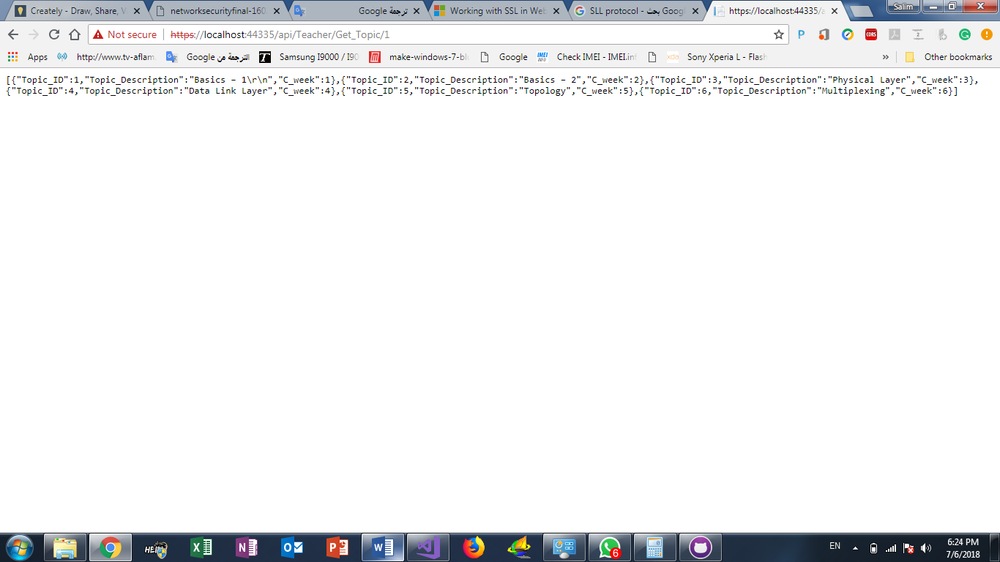 Creately - Draw, Share, V
networksecurityfinal-160
ترجمة Google
Working with SSL in Web
SLL protocol - بحث Googl
https://localhost:44335/a
Salim
Not secure https://localhost:44335/api/Teacher/Get_Topic/1
Apps
http://www.tv-aflam.
الترجمة من Google
Samsung I9000 / I90
make-windows-7-blu
Google
Check IMEI - IMEI.inf
Sony Xperia L - Flash
» Other bookmarks
[{"Topic_ID":1,"Topic_Description":"Basics – 1\r\n","C_week":1},{"Topic_ID":2,"Topic_Description":"Basics – 2","C_week":2},{"Topic_ID":3,"Topic_Description":"Physical Layer","C_week":3},
{"Topic_ID":4,"Topic_Description":"Data Link Layer","C_week":4},{"Topic_ID":5,"Topic_Description":"Topology","C_week":5},{"Topic_ID":6,"Topic_Description":"Multiplexing","C_week":6}]
EN
6:24 PM
7/6/2018